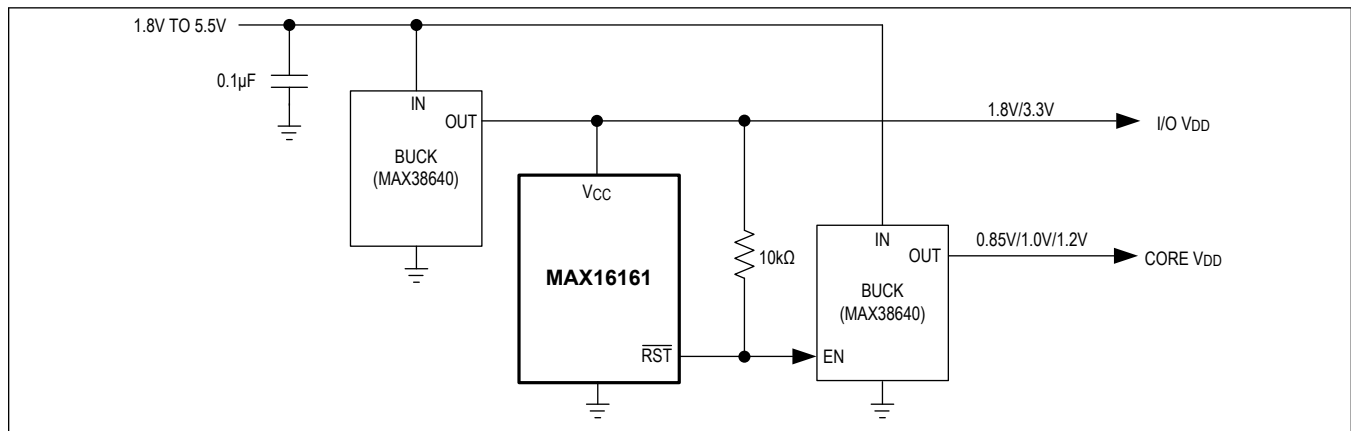 1.8V TO 5.5V
0.1µF
IN
OUT
BUCK
(MAX38640)
1.8V/3.3V
I/O VDD
VCC
MAX16161
RST
10kΩ
IN
OUT
BUCK
(MAX38640)
EN
0.85V/1.0V/1.2V
CORE VDD